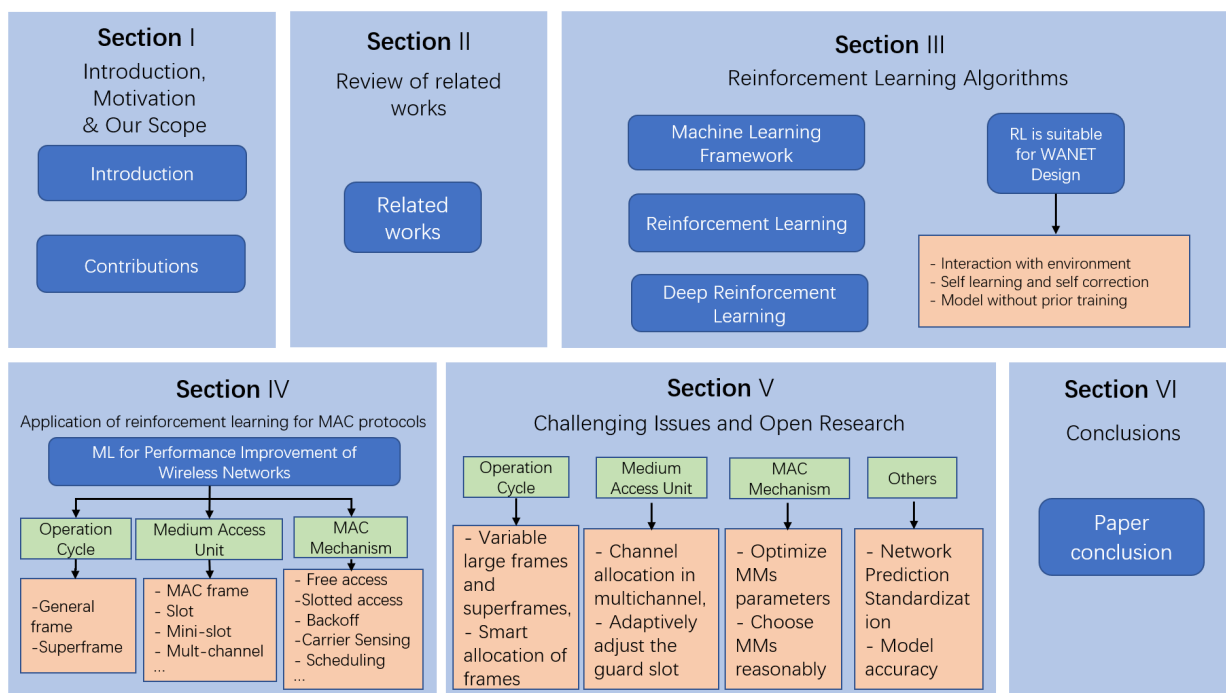 Section I
Introduction,
Motivation
& Our Scope
Introduction
Contributions
Section II
Review of related
works
Related
works
Section III
Reinforcement Learning Algorithms
Machine Learning
Framework
Reinforcement Learning
Deep Reinforcement
Learning
RL is suitable
for WANET
Design
- Interaction with environment
- Self learning and self correction
- Model without prior training
Section IV
Application of reinforcement learning for MAC protocols
ML for Performance Improvement of
Wireless Networks
Operation
Cycle
-General
frame
-Superframe
Medium Access
Unit
- MAC frame
- Slot
- Mini-slot
- Mult-channel
...
MAC
Mechanism
- Free access
-Slotted access
- Backoff
-Carrier Sensing
- Scheduling
...
Section V
Challenging Issues and Open Research
Operation
Cycle
- Variable
large frames
and
superframes,
- Smart
allocation of
frames
Medium
Access Unit
- Channel
allocation in
multichannel,
- Adaptively
adjust the
guard slot
MAC
Mechanism
- Optimize
MMs
parameters
- Choose
MMs
reasonably
Others
- Network
Prediction
Standardizat
ion
- Model
accuracy
Section VI
Conclusions
Paper
conclusion